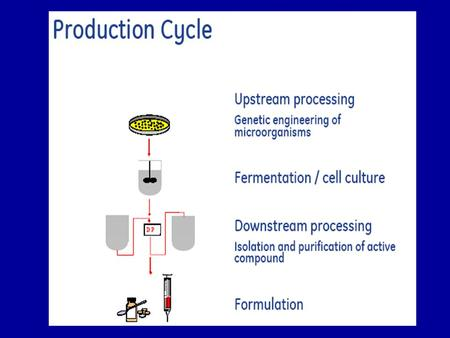 Production Cycle
Upstream processing
Genetic engineering of
microorganisms
Fermentation / cell culture
Downstream processing
Isolation and purification of active
compound
Formulation